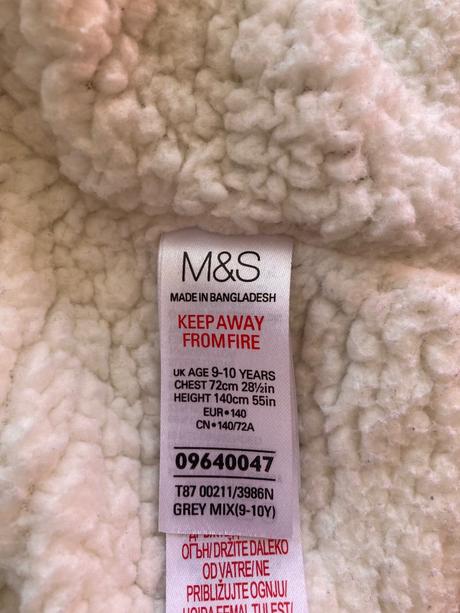 M&S
MADE IN BANGLADESH
KEEP AWAY
FROM FIRE
UK AGE 9-10 YEARS
CHEST 72cm 28½in
HEIGHT 140cm 55in
EUR•140
CN•140/72A
09640047
T87 00211/3986N
GREY MIX(9-10Y)
ОГЪН/DRŽITE DALEKO
OD VATRE/NE
PRIBLIŽUJTE OGNJU/